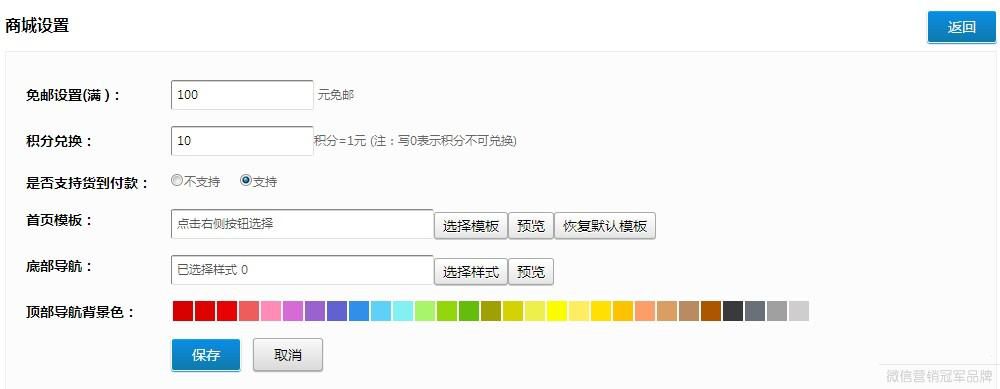 商城设置 返回
免邮设置(满)： 100 元免邮
积分兑换： 10 积分=1元 (注：写0表示积分不可兑换)
是否支持货到付款： 不支持 支持
首页模板： 点击右侧按钮选择 选择模板 预览 恢复默认模板
底部导航： 已选择样式 0 选择样式 预览
顶部导航背景色：
保存 取消
微信营销冠军品牌